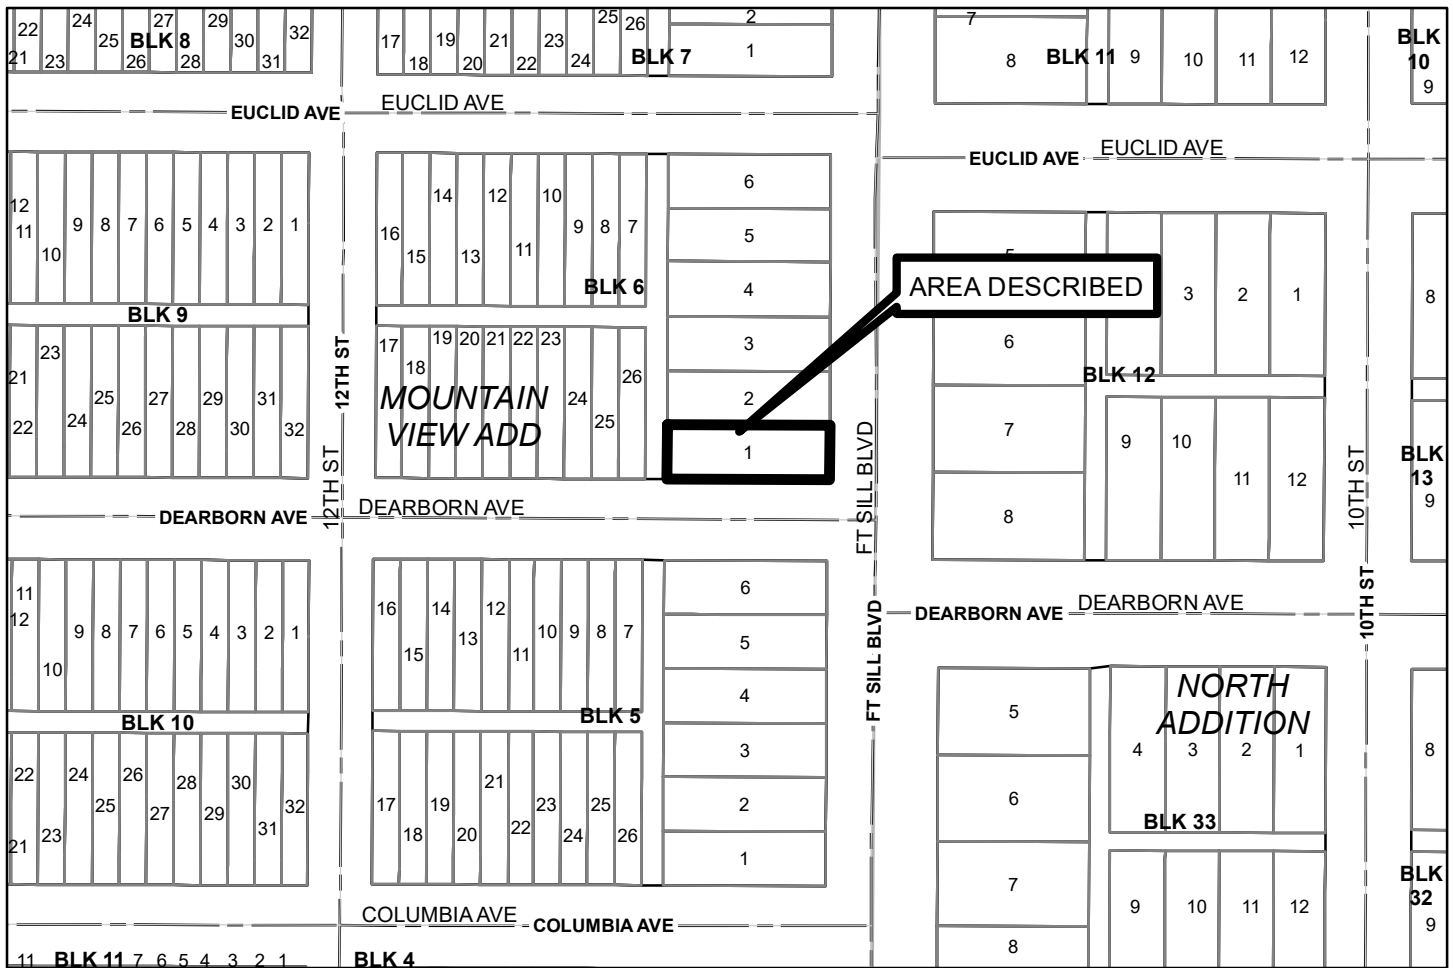 22 24 25 27 26 28 29 30 31 32
BLK 8
21 23
17 18 19 20 21 22 23 24 25 26
BLK 7
2
1
7
8
BLK 11
9 10 11 12
BLK
10
9
EUCLID AVE
EUCLID AVE
EUCLID AVE
EUCLID AVE
12 11 10 9 8 7 6 5 4 3 2 1
BLK 9
21 22 23 24 25 26 27 28 29 30 31 32
12TH ST
12TH ST
16 15 14 13 12 11 10 9 8 7
BLK 6
17 18 19 20 21 22 23 24 25 26
MOUNTAIN
VIEW ADD
6
5
4
3
2
1
AREA DESCRIBED
FT SILL BLVD
FT SILL BLVD
5
6
7
8
3 2 1
BLK 12
9 10 11 12
10TH ST
10TH ST
8
BLK
13
9
DEARBORN AVE
DEARBORN AVE
DEARBORN AVE
DEARBORN AVE
11 12 10 9 8 7 6 5 4 3 2 1
BLK 10
22 21 23 24 25 26 27 28 29 30 31 32
16 15 14 13 12 11 10 9 8 7
BLK 5
17 18 19 20 21 22 23 24 25 26
6
5
4
3
2
1
5
6
7
8
NORTH
ADDITION
4 3 2 1
BLK 33
9 10 11 12
8
BLK
32
9
COLUMBIA AVE
COLUMBIA AVE
11 BLK 11 7 6 5 4 3 2 1
BLK 4